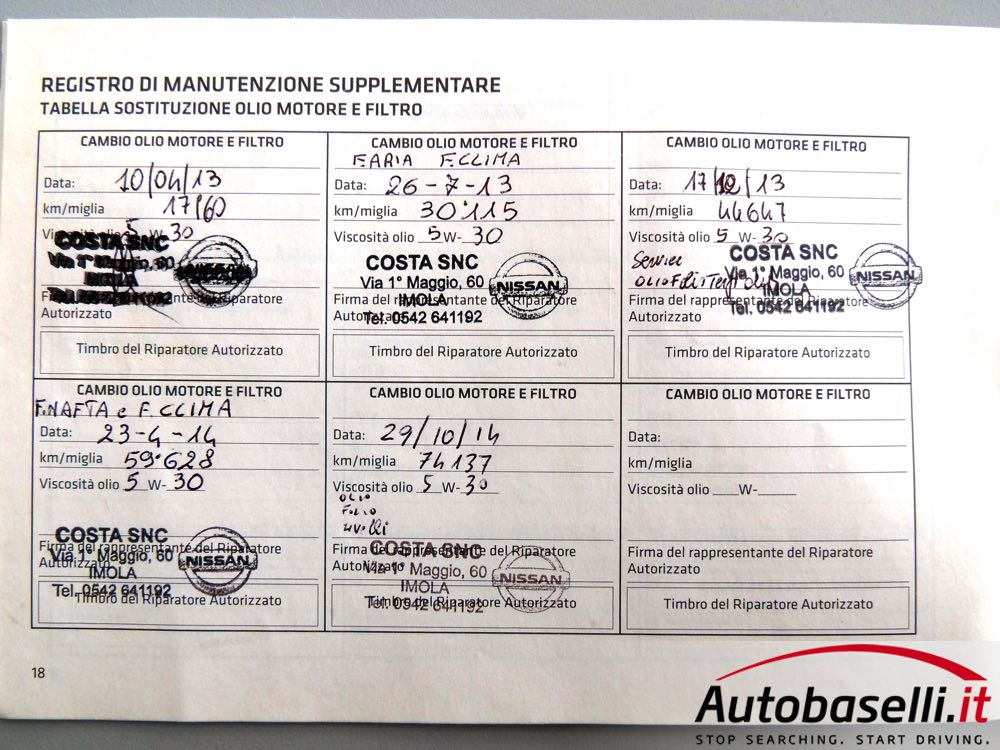 REGISTRO DI MANUTENZIONE SUPPLEMENTARE
TABELLA SOSTITUZIONE OLIO MOTORE E FILTRO
CAMBIO OLIO MOTORE E FILTRO
Data: 10/04/13
km/miglia 17160
Viscosità olio 5 W-30
COSTA SNC
Via 1° Maggio, 60
IMOLA
NISSAN
Firma del rappresentante del Riparatore
Autorizzato
Timbro del Riparatore Autorizzato
CAMBIO OLIO MOTORE E FILTRO
F.ARIA F.CLIMA
Data: 26-7-13
km/miglia 30.115
Viscosità olio 5 W- 30
COSTA SNC
Via 1° Maggio, 60
IMOLA
Tel. 0542 641192
NISSAN
Firma del rappresentante del Riparatore
Autorizzato
Timbro del Riparatore Autorizzato
CAMBIO OLIO MOTORE E FILTRO
Data: 17/12/13
km/miglia 44647
Viscosità olio 5 W-30
Service
COSTA SNC
Via 1° Maggio, 60
IMOLA
Tel. 0542 641192
NISSAN
Firma del rappresentante del Riparatore
Autorizzato
Timbro del Riparatore Autorizzato
CAMBIO OLIO MOTORE E FILTRO
F.NAFTA e F.CLIMA
Data: 23-4-14
km/miglia 59.628
Viscosità olio 5 W- 30
COSTA SNC
Via 1° Maggio, 60
IMOLA
Tel. 0542 641192
NISSAN
Firma del rappresentante del Riparatore
Autorizzato
Timbro del Riparatore Autorizzato
CAMBIO OLIO MOTORE E FILTRO
Data: 29/10/14
km/miglia 74137
Viscosità olio 5 W-30
olio
livelli
COSTA SNC
Via 1° Maggio, 60
IMOLA
Tel. 0542 641192
NISSAN
Firma del rappresentante del Riparatore
Autorizzato
Timbro del Riparatore Autorizzato
CAMBIO OLIO MOTORE E FILTRO
Data:
km/miglia
Viscosità olio ___W-_____
Firma del rappresentante del Riparatore
Autorizzato
Timbro del Riparatore Autorizzato
18
Autobaselli.it
STOP SEARCHING. START DRIVING.